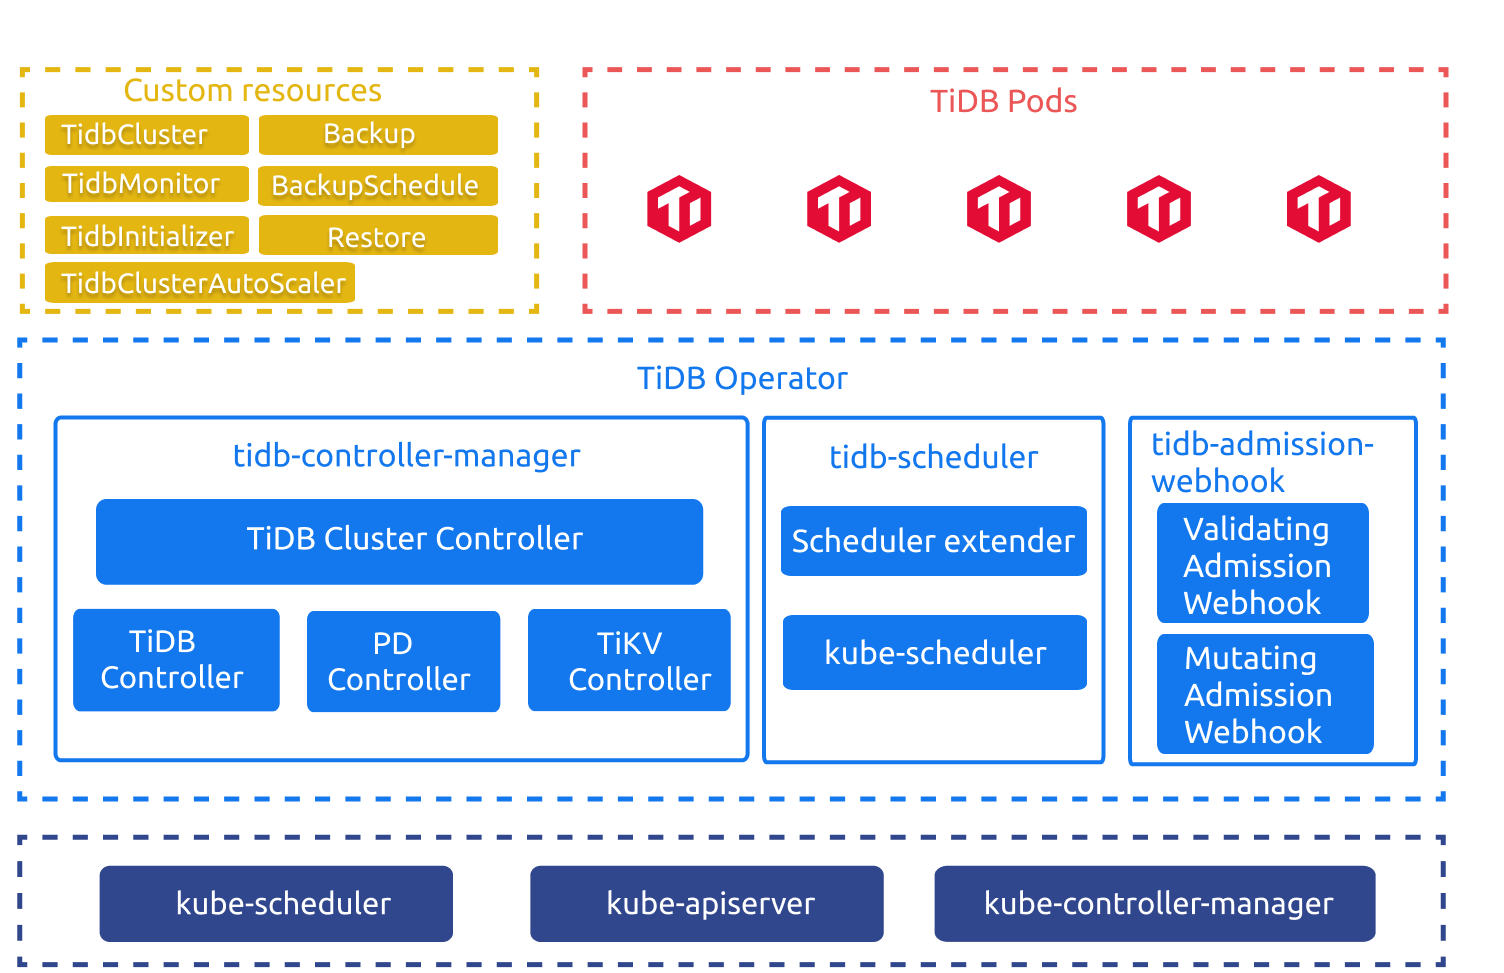 Custom resources
TidbCluster
Backup
TidbMonitor
BackupSchedule
TidbInitializer
Restore
TidbClusterAutoScaler
TiDB Pods
TiDB Operator
tidb-controller-manager
TiDB Cluster Controller
TiDB
Controller
PD
Controller
TiKV
Controller
tidb-scheduler
Scheduler extender
kube-scheduler
tidb-admission-
webhook
Validating
Admission
Webhook
Mutating
Admission
Webhook
kube-scheduler
kube-apiserver
kube-controller-manager